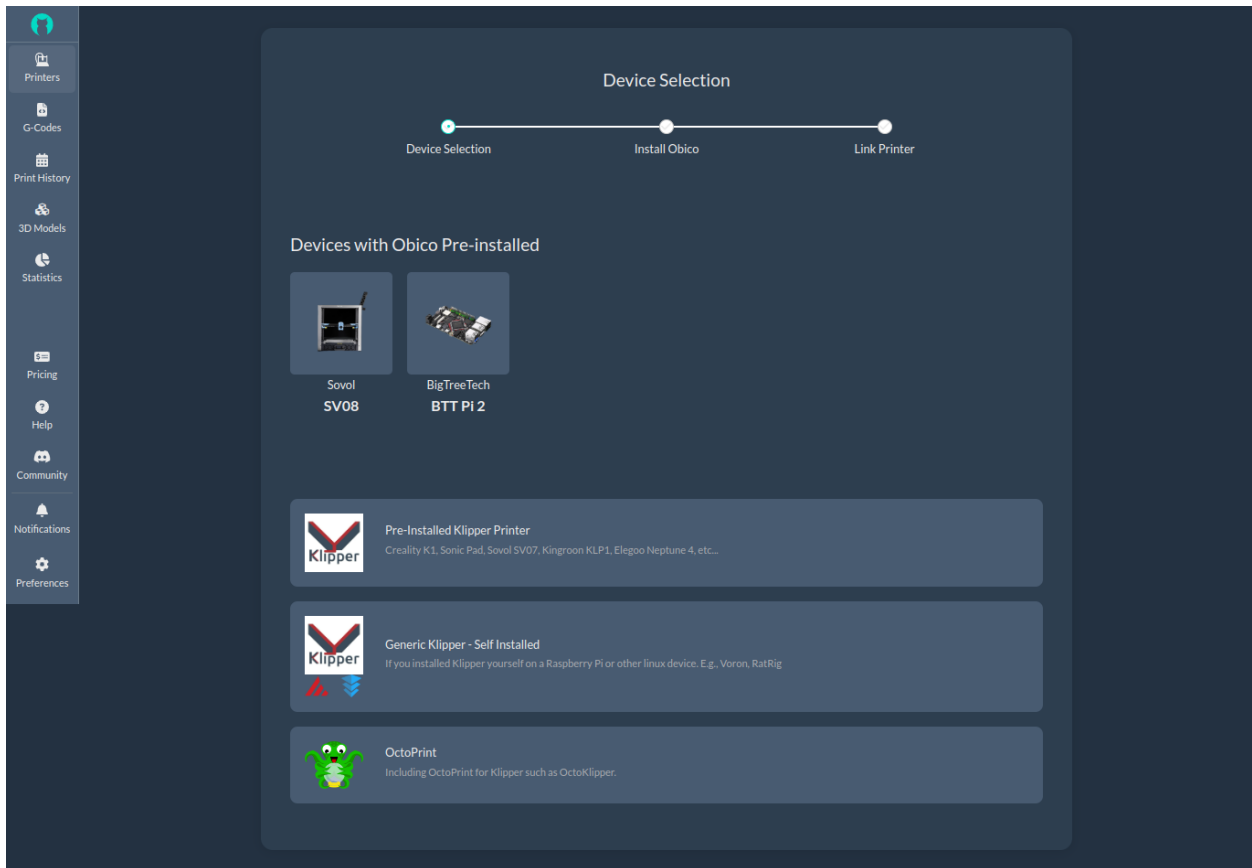 Printers
G-Codes
Print History
3D Models
Statistics
Pricing
Help
Community
Notifications
Preferences
Device Selection
Device Selection
Install Obico
Link Printer
Devices with Obico Pre-installed
Sovol
SV08
BigTreeTech
BTT Pi 2
Klipper
Pre-Installed Klipper Printer
Creality K1, Sonic Pad, Sovol SV07, Kingroon KLP1, Elegoo Neptune 4, etc...
Klipper
Generic Klipper - Self Installed
If you installed Klipper yourself on a Raspberry Pi or other linux device. E.g., Voron, RatRig
OctoPrint
Including OctoPrint for Klipper such as OctoKlipper.